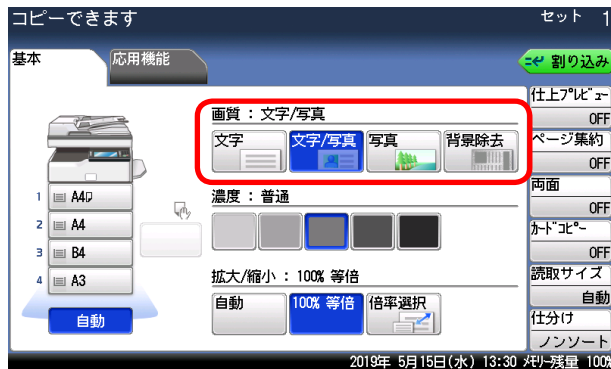 コピーできます
セット 1
基本
応用機能
割り込み
画質：文字/写真
文字
文字/写真
写真
背景除去
濃度：普通
拡大/縮小：100% 等倍
自動
100% 等倍
倍率選択
1 A4
2 A4
3 B4
4 A3
自動
仕上プレビュー
OFF
ページ集約
OFF
両面
OFF
カードコピー
OFF
読取サイズ
自動
仕分け
ノンソート
2019年 5月15日(水) 13:30 メモリー残量 100%